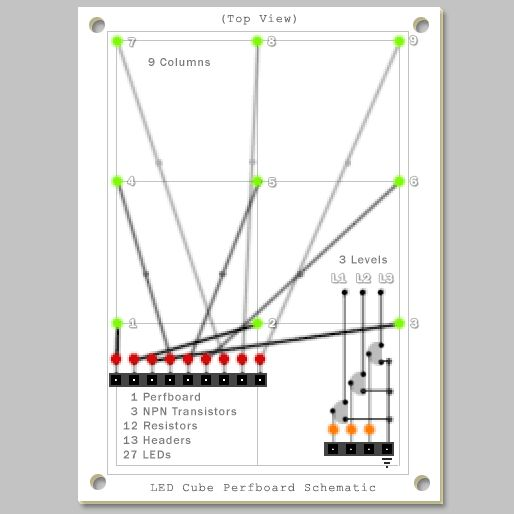 (Top View)
7
8
9
9 Columns
4
5
6
3 Levels
L1 L2 L3
1
2
3
1 Perfboard
3 NPN Transistors
12 Resistors
13 Headers
27 LEDs
LED Cube Perfboard Schematic